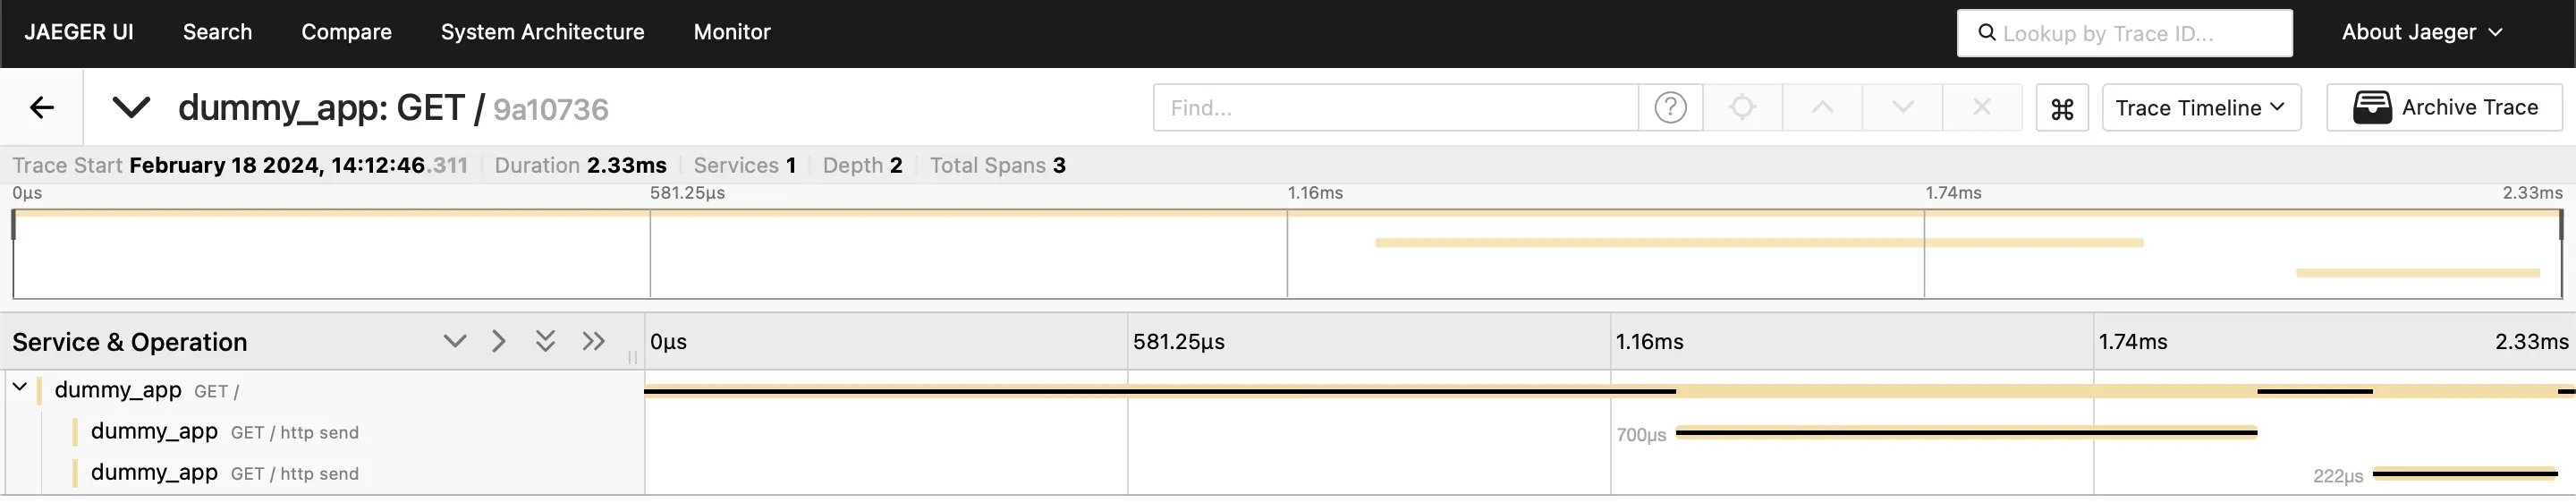 JAEGER UI Search Compare System Architecture Monitor Lookup by Trace ID... About Jaeger
dummy_app: GET / 9a10736 Find... ? ⌘ Trace Timeline Archive Trace
Trace Start February 18 2024, 14:12:46.311 Duration 2.33ms Services 1 Depth 2 Total Spans 3
0μs 581.25μs 1.16ms 1.74ms 2.33ms
Service & Operation 0μs 581.25μs 1.16ms 1.74ms 2.33ms
dummy_app GET /
dummy_app GET / http send 700μs
dummy_app GET / http send 222μs